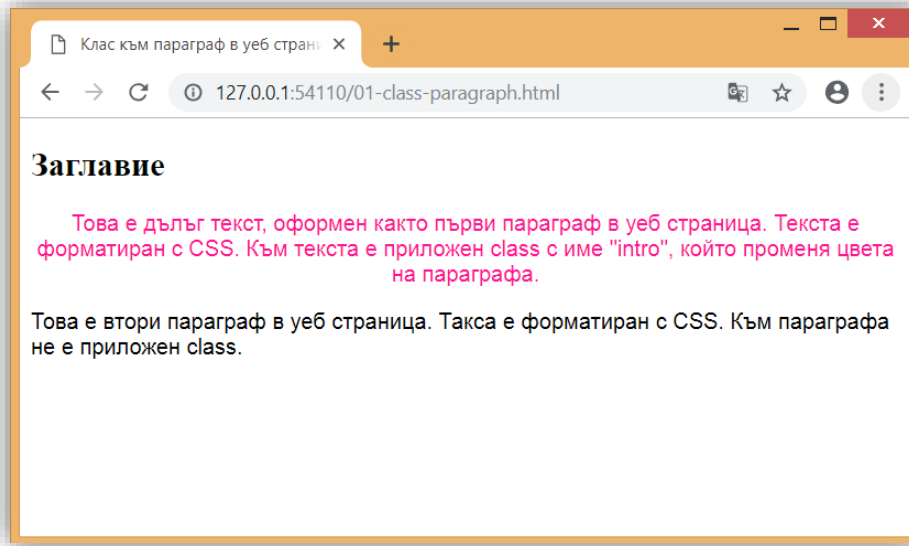 Клас към параграф в уеб страни
127.0.0.1:54110/01-class-paragraph.html
Заглавие
Това е дълъг текст, оформен както първи параграф в уеб страница. Текста е
форматиран с CSS. Към текста е приложен class с име "intro", който променя цвета
на параграфа.
Това е втори параграф в уеб страница. Такса е форматиран с CSS. Към параграфа
не е приложен class.